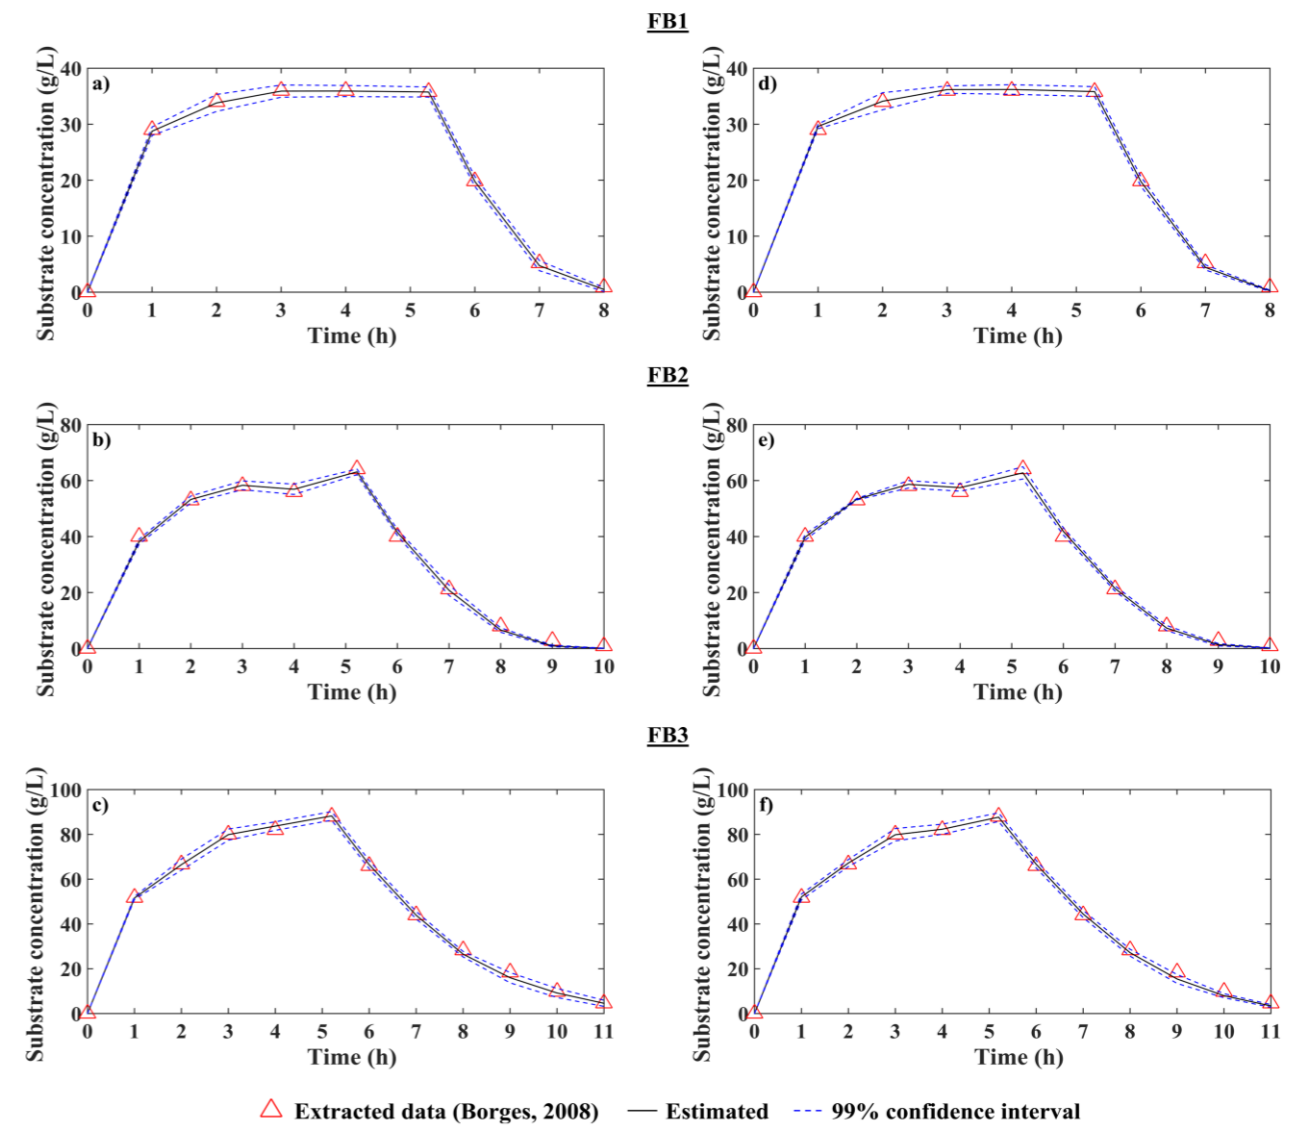 FB1
a)
Substrate concentration (g/L)
40
30
20
10
0
0 1 2 3 4 5 6 7 8
Time (h)
d)
Substrate concentration (g/L)
40
30
20
10
0
0 1 2 3 4 5 6 7 8
Time (h)
FB2
b)
Substrate concentration (g/L)
80
60
40
20
0
0 1 2 3 4 5 6 7 8 9 10
Time (h)
e)
Substrate concentration (g/L)
80
60
40
20
0
0 1 2 3 4 5 6 7 8 9 10
Time (h)
FB3
c)
Substrate concentration (g/L)
100
80
60
40
20
0
0 1 2 3 4 5 6 7 8 9 10 11
Time (h)
f)
Substrate concentration (g/L)
100
80
60
40
20
0
0 1 2 3 4 5 6 7 8 9 10 11
Time (h)
Extracted data (Borges, 2008) Estimated 99% confidence interval